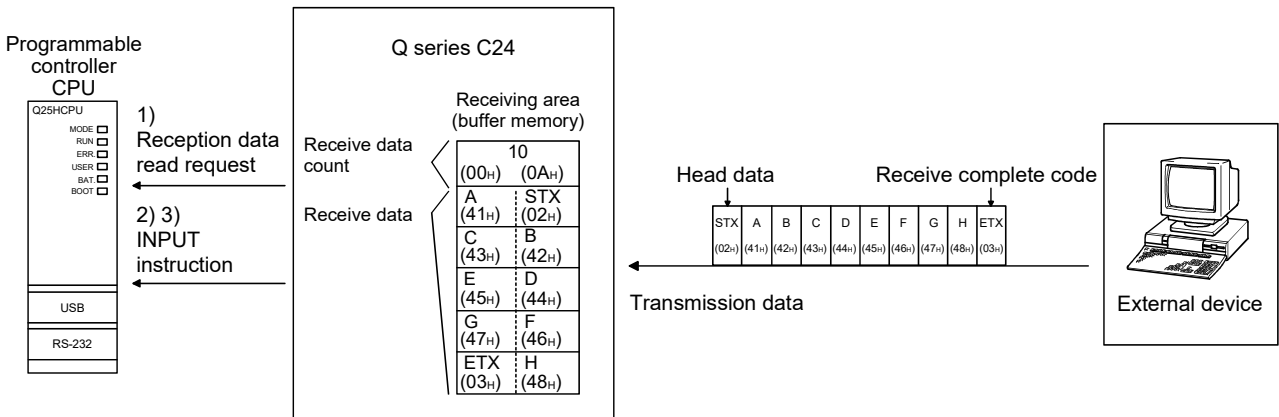 Programmable
controller
CPU
Q25HCPU
MODE
RUN
ERR.
USER
BAT.
BOOT
USB
RS-232
1)
Reception data
read request
2) 3)
INPUT
instruction
Q series C24
Receiving area
(buffer memory)
Receive data
count
Receive data
10
(00H) (0AH)
A STX
(41H) (02H)
C B
(43H) (42H)
E D
(45H) (44H)
G F
(47H) (46H)
ETX H
(03H) (48H)
Head data Receive complete code
STX A B C D E F G H ETX
(02H) (41H) (42H) (43H) (44H) (45H) (46H) (47H) (48H) (03H)
Transmission data
External device